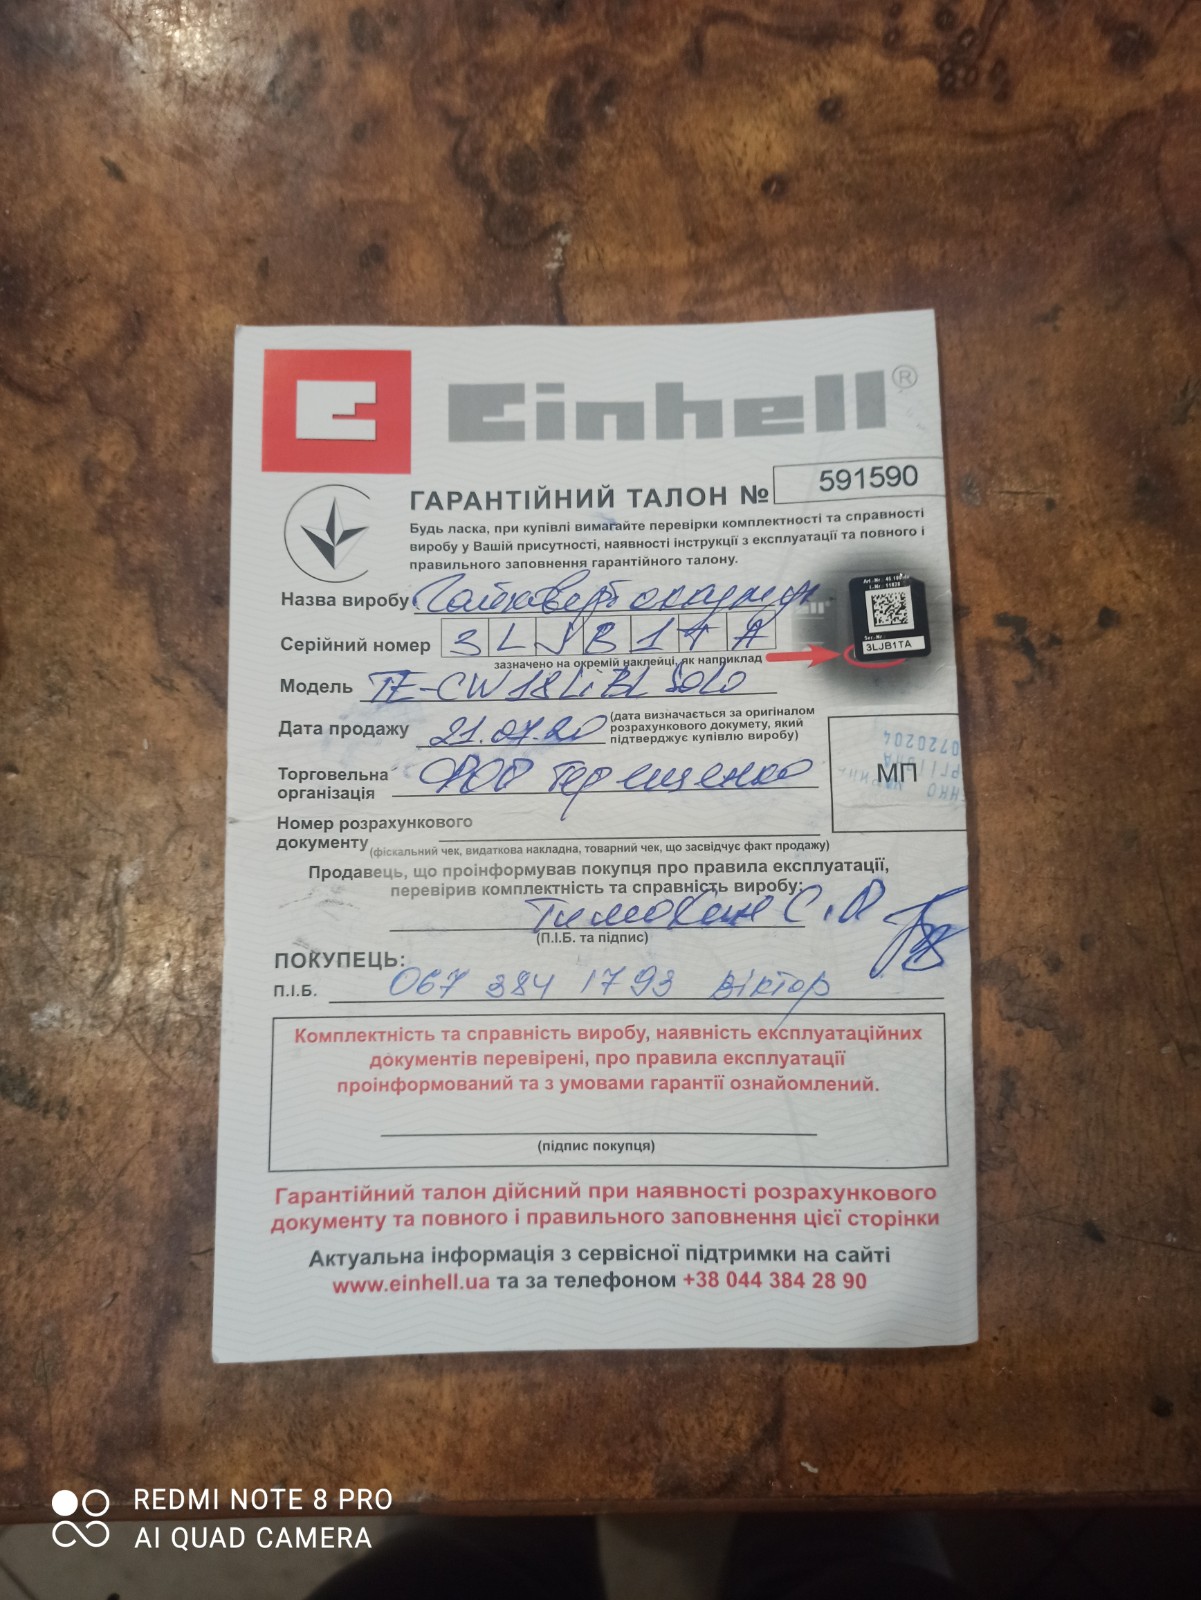 Einhell®
ГАРАНТІЙНИЙ ТАЛОН № 591590
Будь ласка, при купівлі вимагайте перевірки комплектності та справності
виробу у Вашій присутності, наявності інструкції з експлуатації та повного і
правильного заповнення гарантійного талону.
Назва виробу Гайковерт
Серійний номер 3LJB1TA
зазначено на окремій наклейці, як наприклад
3LJB1TA
Модель TE-CW 18 Li BL Solo
Дата продажу 21.07.20 (дата визначається за оригіналом
розрахункового докумету, який
підтверджує купівлю виробу)
Торговельна
організація ФОП Терещенко
МП
Номер розрахункового
документу (фіскальний чек, видаткова накладна, товарний чек, що засвідчує факт продажу)
Продавець, що проінформував покупця про правила експлуатації,
перевірив комплектність та справність виробу:
(П.І.Б. та підпис)
ПОКУПЕЦЬ:
П.І.Б. 067 384 1793 Віктор
Комплектність та справність виробу, наявність експлуатаційних
документів перевірені, про правила експлуатації
проінформований та з умовами гарантії ознайомлений.
(підпис покупця)
Гарантійний талон дійсний при наявності розрахункового
документу та повного і правильного заповнення цієї сторінки
Актуальна інформація з сервісної підтримки на сайті
www.einhell.ua та за телефоном +38 044 384 28 90
REDMI NOTE 8 PRO
AI QUAD CAMERA